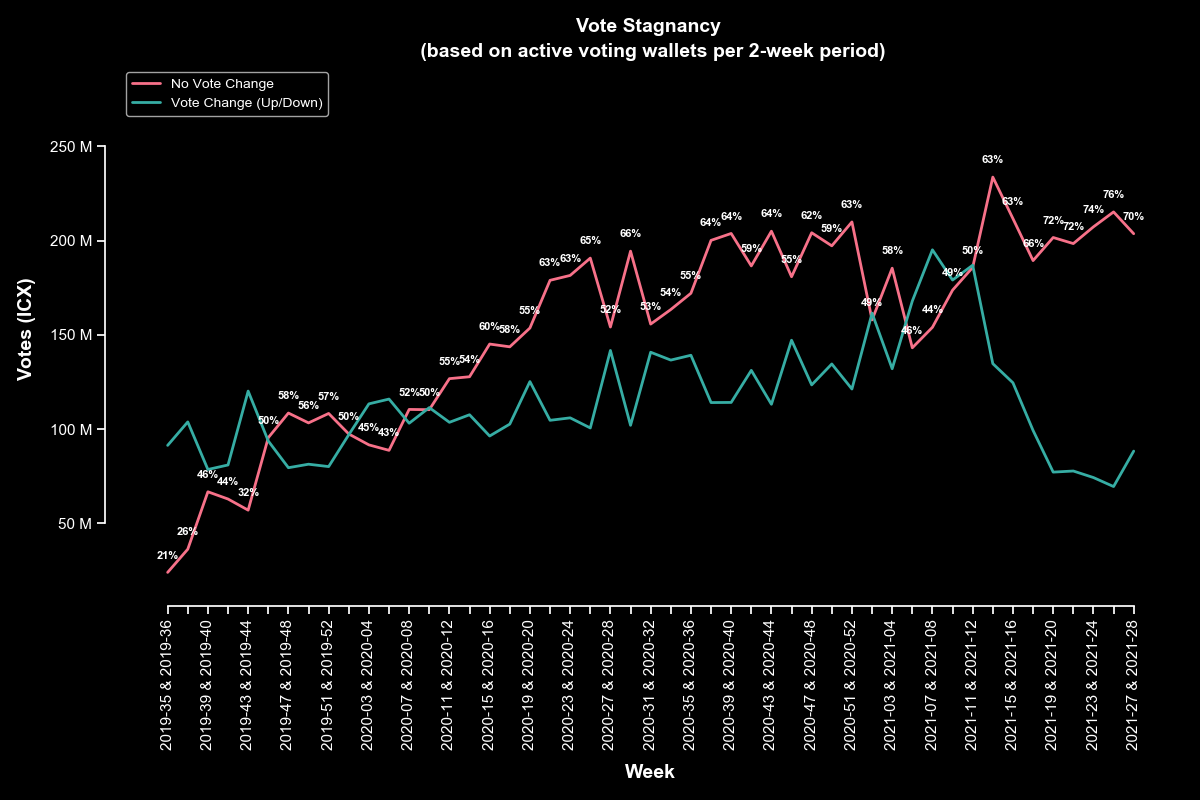 Vote Stagnancy
(based on active voting wallets per 2-week period)
No Vote Change
Vote Change (Up/Down)
Votes (ICX)
250 M
200 M
150 M
100 M
50 M
21%
26%
46%
44%
32%
50%
58%
56%
57%
50%
45%
43%
52%
50%
55%
54%
60%
58%
55%
63%
63%
65%
52%
66%
53%
54%
55%
64%
64%
59%
64%
55%
62%
59%
63%
49%
58%
46%
44%
49%
50%
63%
63%
66%
72%
72%
74%
76%
70%
2019-35 & 2019-36
2019-39 & 2019-40
2019-43 & 2019-44
2019-47 & 2019-48
2019-51 & 2019-52
2020-03 & 2020-04
2020-07 & 2020-08
2020-11 & 2020-12
2020-15 & 2020-16
2020-19 & 2020-20
2020-23 & 2020-24
2020-27 & 2020-28
2020-31 & 2020-32
2020-35 & 2020-36
2020-39 & 2020-40
2020-43 & 2020-44
2020-47 & 2020-48
2020-51 & 2020-52
2021-03 & 2021-04
2021-07 & 2021-08
2021-11 & 2021-12
2021-15 & 2021-16
2021-19 & 2021-20
2021-23 & 2021-24
2021-27 & 2021-28
Week